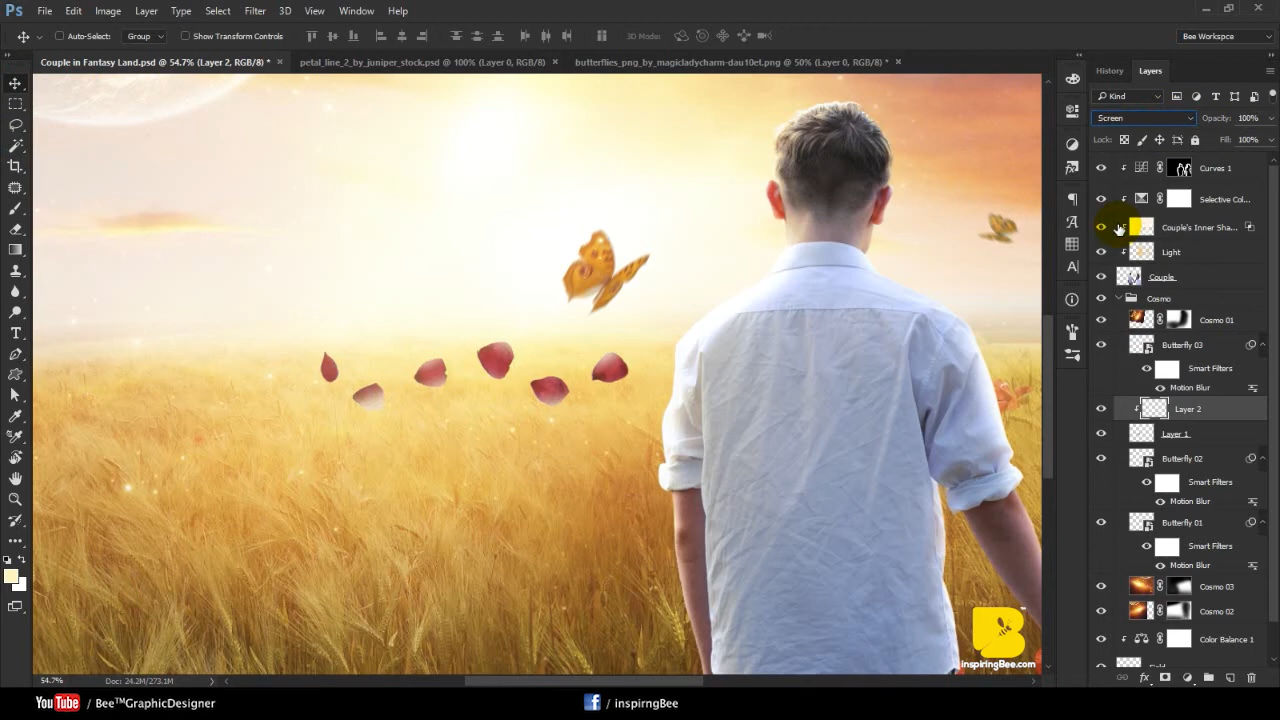 Ps File Edit Image Layer Type Select Filter 3D View Window Help
Auto-Select: Group Show Transform Controls 3D Mode: Bee Workspce
Couple in Fantasy Land.psd @ 54.7% (Layer 2, RGB/8) * petal_line_2_by_juniper_stock.psd @ 100% (Layer 0, RGB/8) butterflies_png_by_magicladycharm-dau10ef.png @ 50% (Layer 0, RGB/8) *
History Layers
Kind
Screen Opacity: 100%
Lock: Fill: 100%
Curves 1
Selective Col...
Couple's Inner Sha...
Light
Couple
Cosmo
Cosmo 01
Butterfly 03
Smart Filters
Motion Blur
Layer 2
Layer 1
Butterfly 02
Smart Filters
Motion Blur
Butterfly 01
Smart Filters
Motion Blur
Cosmo 03
Cosmo 02
Color Balance 1
B™
inspiringBee.com
54.7% Doc: 24.2M/273.1M
YouTube / Bee™GraphicDesigner f / inspirngBee